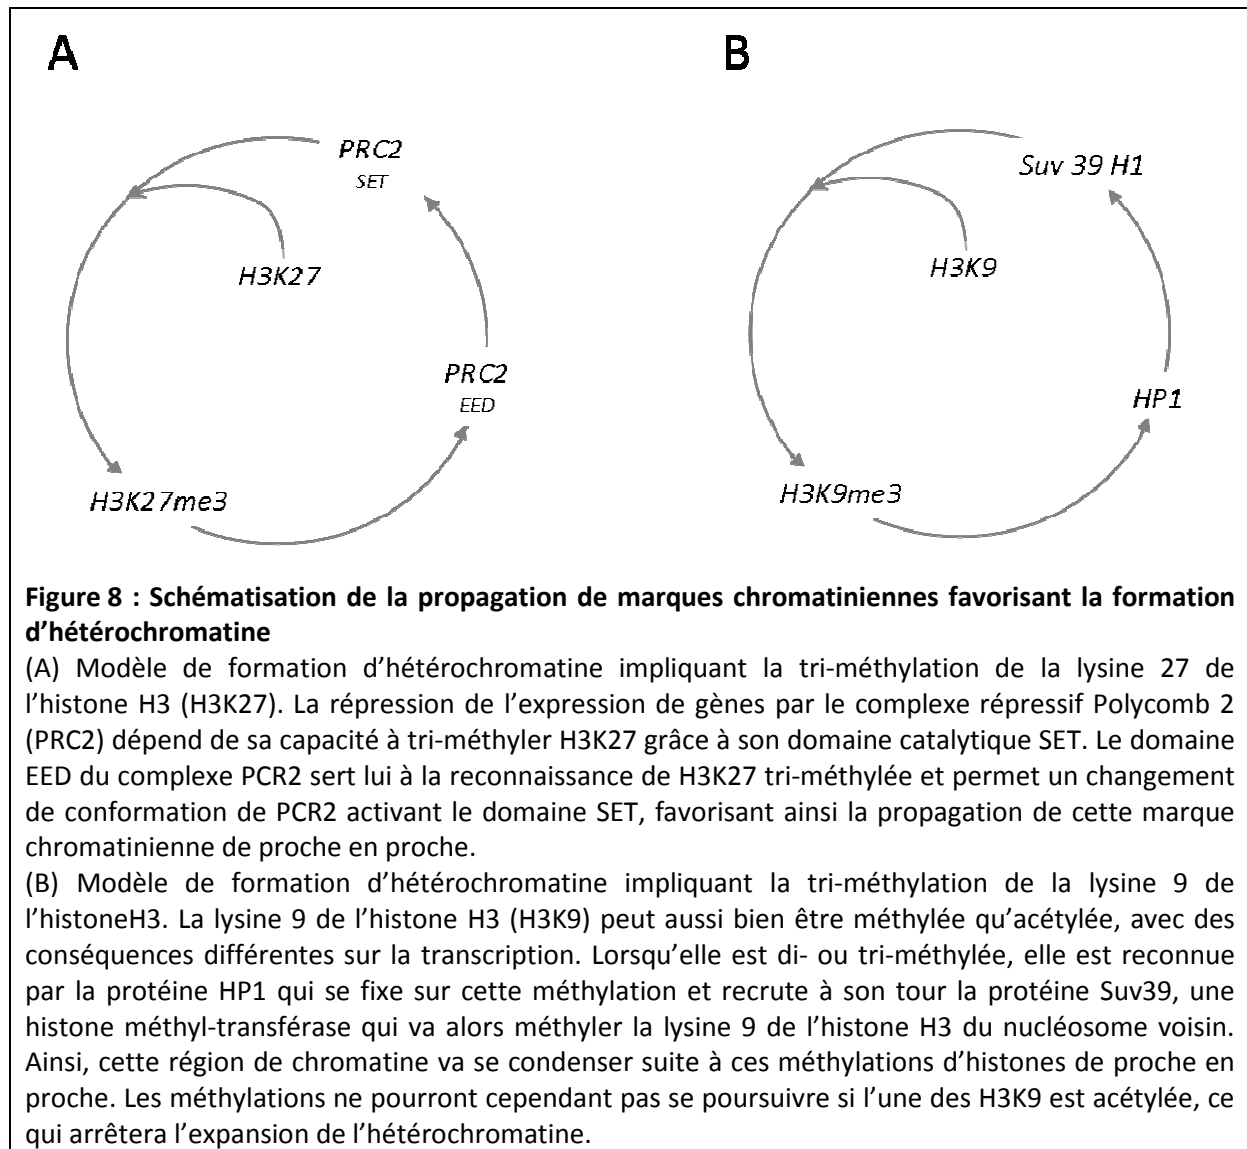 A
B
PRC2
SET
Suv 39 H1
H3K27
H3K9
PRC2
EED
HP1
H3K27me3
H3K9me3
Figure 8 : Schématisation de la propagation de marques chromatiniennes favorisant la formation
d’hétérochromatine
(A) Modèle de formation d’hétérochromatine impliquant la tri-méthylation de la lysine 27 de
l’histone H3 (H3K27). La répression de l’expression de gènes par le complexe répressif Polycomb 2
(PRC2) dépend de sa capacité à tri-méthyler H3K27 grâce à son domaine catalytique SET. Le domaine
EED du complexe PCR2 sert lui à la reconnaissance de H3K27 tri-méthylée et permet un changement
de conformation de PCR2 activant le domaine SET, favorisant ainsi la propagation de cette marque
chromatinienne de proche en proche.
(B) Modèle de formation d’hétérochromatine impliquant la tri-méthylation de la lysine 9 de
l’histoneH3. La lysine 9 de l’histone H3 (H3K9) peut aussi bien être méthylée qu’acétylée, avec des
conséquences différentes sur la transcription. Lorsqu’elle est di- ou tri-méthylée, elle est reconnue
par la protéine HP1 qui se fixe sur cette méthylation et recrute à son tour la protéine Suv39, une
histone méthyl-transférase qui va alors méthyler la lysine 9 de l’histone H3 du nucléosome voisin.
Ainsi, cette région de chromatine va se condenser suite à ces méthylations d’histones de proche en
proche. Les méthylations ne pourront cependant pas se poursuivre si l’une des H3K9 est acétylée, ce
qui arrêtera l’expansion de l’hétérochromatine.